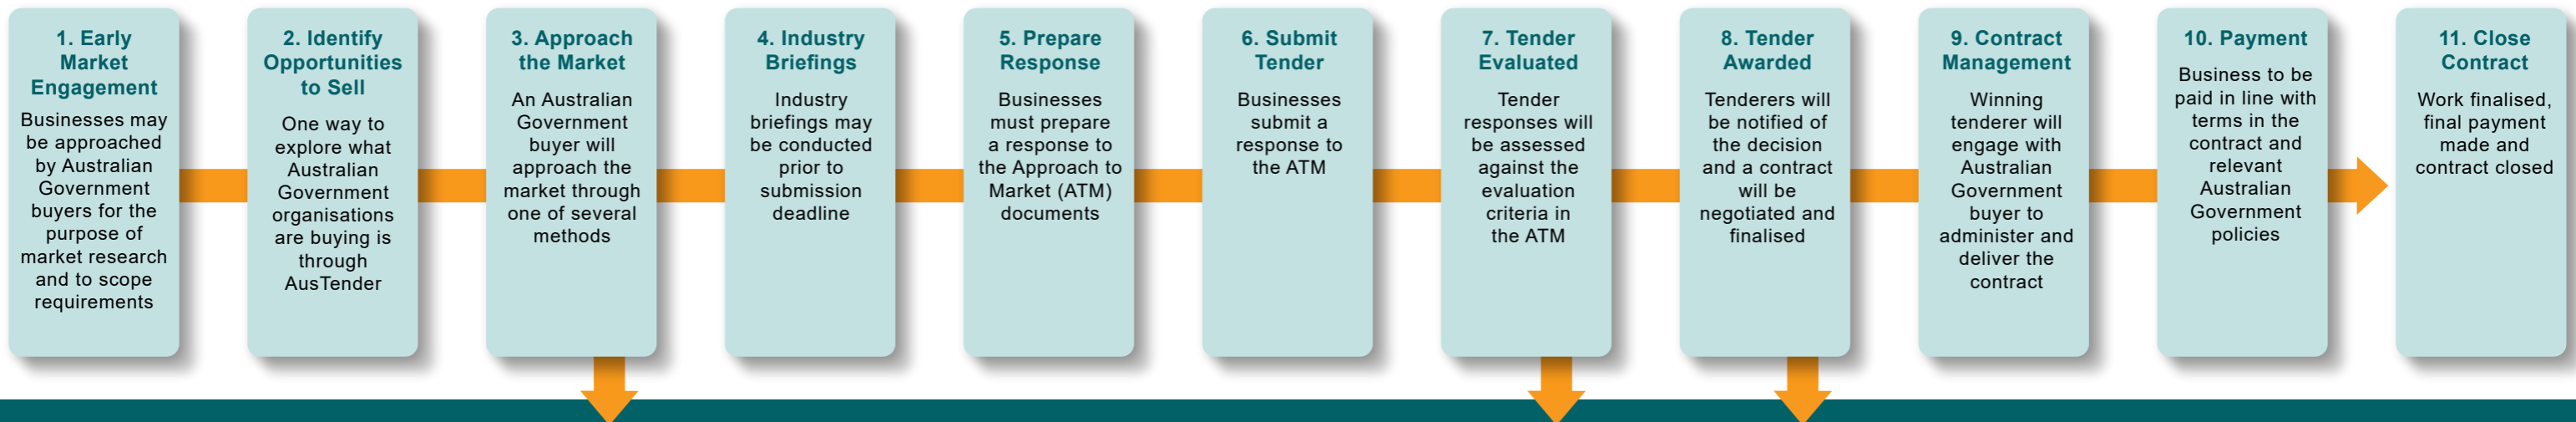 1. Early
Market
Engagement
Businesses may
be approached
by Australian
Government
buyers for the
purpose of
market research
and to scope
requirements
2. Identify
Opportunities
to Sell
One way to
explore what
Australian
Government
organisations
are buying is
through
AusTender
3. Approach
the Market
An Australian
Government
buyer will
approach the
market through
one of several
methods
4. Industry
Briefings
Industry
briefings may
be conducted
prior to
submission
deadline
5. Prepare
Response
Businesses
must prepare
a response to
the Approach to
Market (ATM)
documents
6. Submit
Tender
Businesses
submit a
response to
the ATM
7. Tender
Evaluated
Tender
responses will
be assessed
against the
evaluation
criteria in
the ATM
8. Tender
Awarded
Tenderers will
be notified of
the decision
and a contract
will be
negotiated and
finalised
9. Contract
Management
Winning
tenderer will
engage with
Australian
Government
buyer to
administer and
deliver the
contract
10. Payment
Business to be
paid in line with
terms in the
contract and
relevant
Australian
Government
policies
11. Close
Contract
Work finalised,
final payment
made and
contract closed